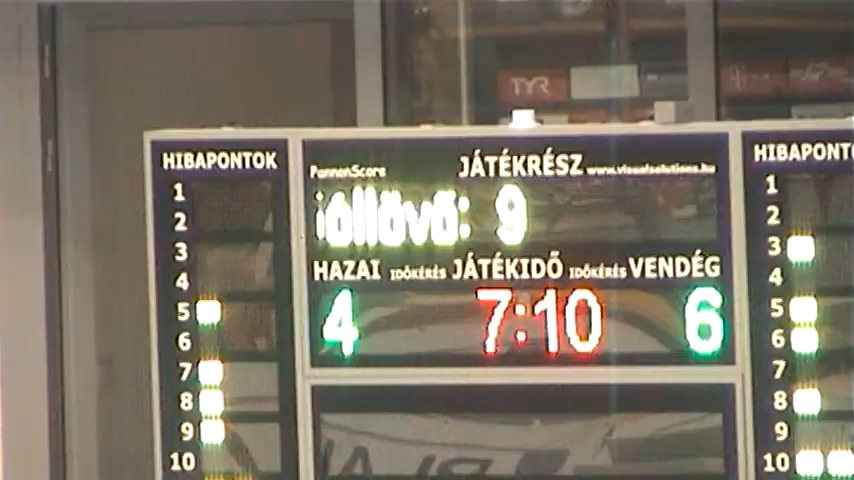 TYR
HIBAPONTOK
1
2
3
4
5
6
7
8
9
10
PannonScore JÁTÉKRÉSZ www.visualsolutions.hu
óllövő: 9
HAZAI IDŐKÉRÉS JÁTÉKIDŐ IDŐKÉRÉS VENDÉG
4 7:10 6
HIBAPONT
1
2
3
4
5
6
7
8
9
10